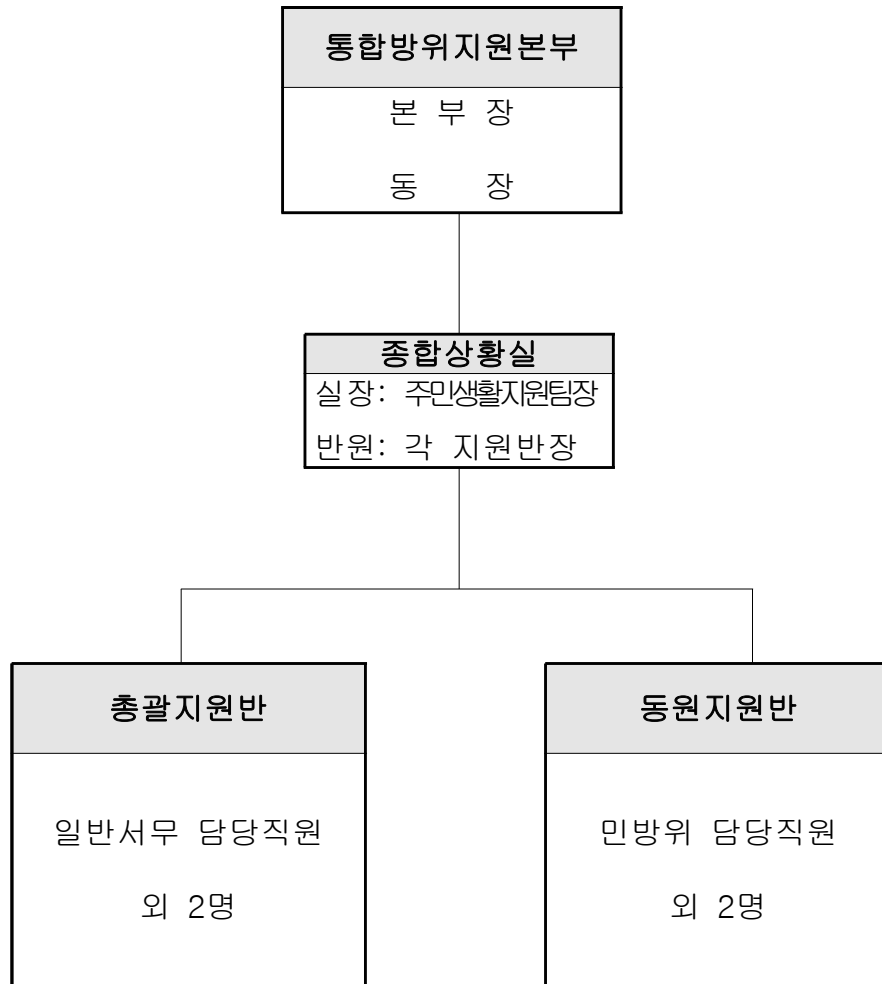 통합방위지원본부
본 부 장
동 장
종합상황실
실장: 주민생활지원팀장
반원: 각 지원반장
총괄지원반
동원지원반
일반서무 담당직원
외 2명
민방위 담당직원
외 2명